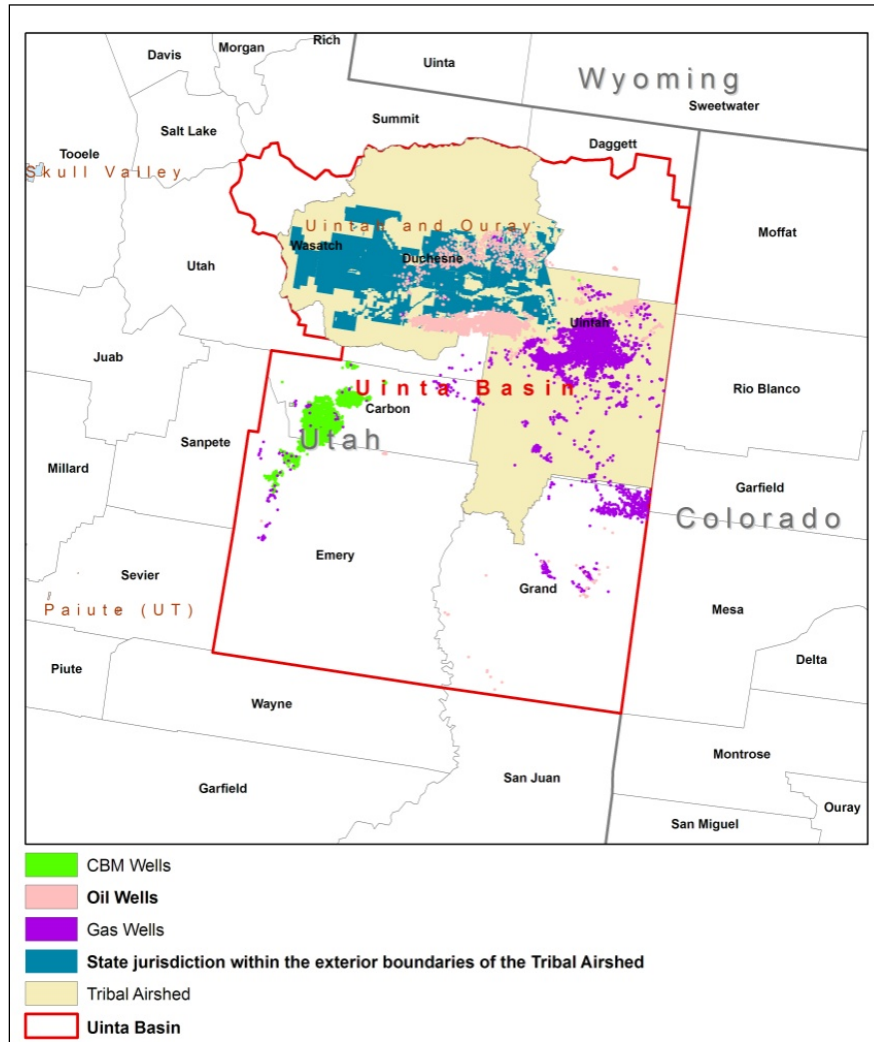 Rich
Morgan
Davis
Uinta
Wyoming
Sweetwater
Summit
Salt Lake
Daggett
Tooele
Skull Valley
Uintah and Ouray
Moffat
Wasatch
Duchesne
Utah
Uintah
Juab
Uinta Basin
Rio Blanco
Carbon
Sanpete
Utah
Millard
Garfield
Colorado
Emery
Sevier
Grand
Paiute (UT)
Mesa
Delta
Piute
Wayne
Montrose
San Juan
Garfield
Ouray
San Miguel
CBM Wells
Oil Wells
Gas Wells
State jurisdiction within the exterior boundaries of the Tribal Airshed
Tribal Airshed
Uinta Basin